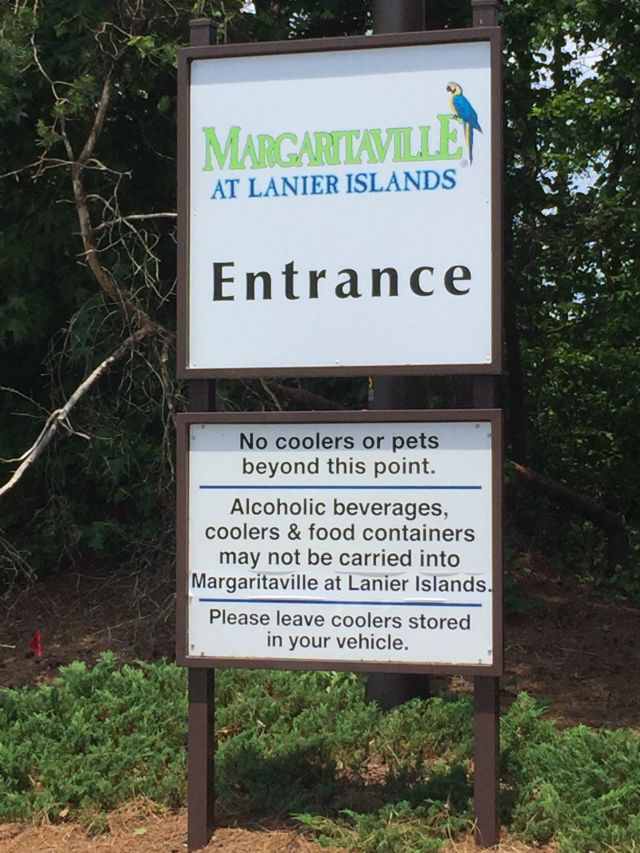 MARGARITAVILLE®
AT LANIER ISLANDS
Entrance
No coolers or pets
beyond this point.
Alcoholic beverages,
coolers & food containers
may not be carried into
Margaritaville at Lanier Islands.
Please leave coolers stored
in your vehicle.